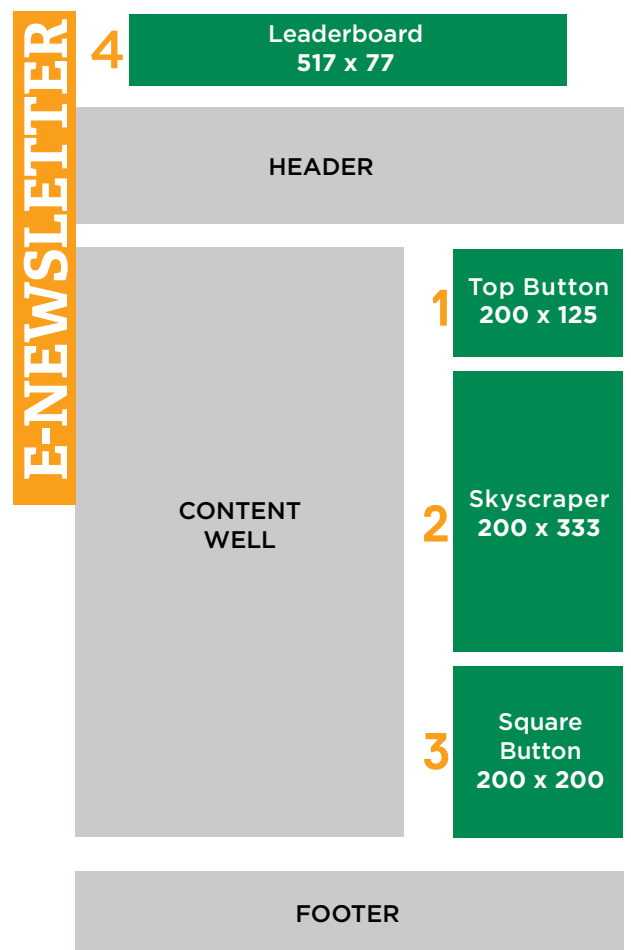 E-NEWSLETTER
4
Leaderboard
517 x 77
HEADER
1
Top Button
200 x 125
CONTENT
WELL
2
Skyscraper
200 x 333
3
Square
Button
200 x 200
FOOTER